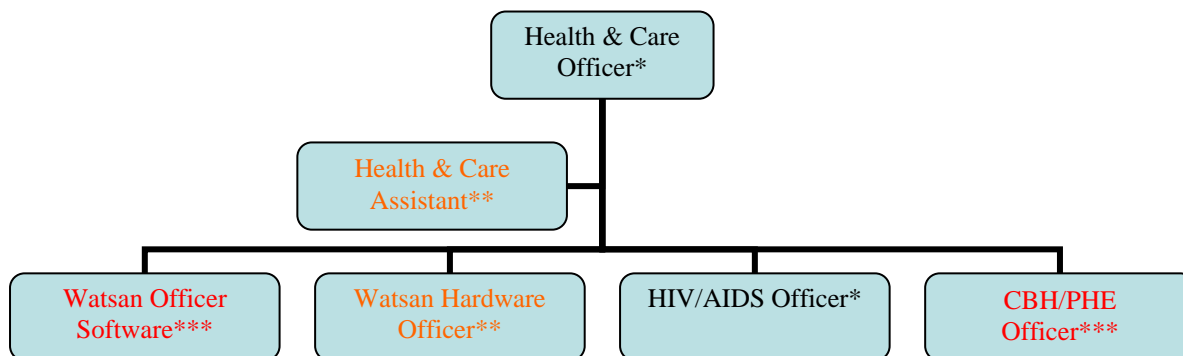 Health & Care
Officer*
Health & Care
Assistant**
Watsan Officer
Software***
Watsan Hardware
Officer**
HIV/AIDS Officer*
CBH/PHE
Officer***